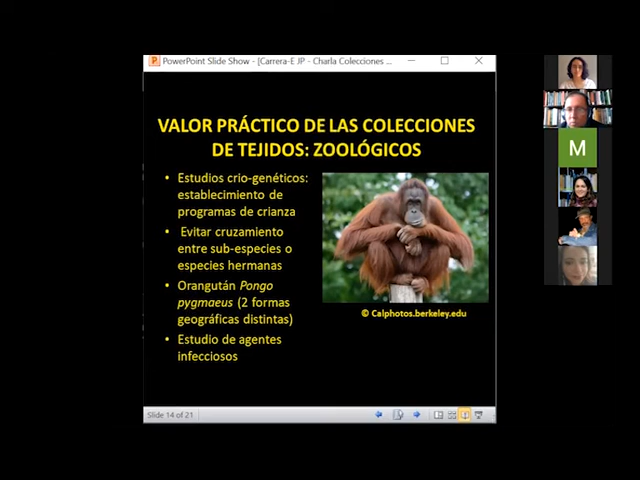 PowerPoint Slide Show - [Carrera-E JP - Charla Colecciones ...
VALOR PRÁCTICO DE LAS COLECCIONES
DE TEJIDOS: ZOOLÓGICOS
• Estudios crio-genéticos:
establecimiento de
programas de crianza
• Evitar cruzamiento
entre sub-especies o
especies hermanas
• Orangután Pongo
pygmaeus (2 formas
geográficas distintas)
• Estudio de agentes
infecciosos
© Calphotos.berkeley.edu
M
Slide 14 of 21